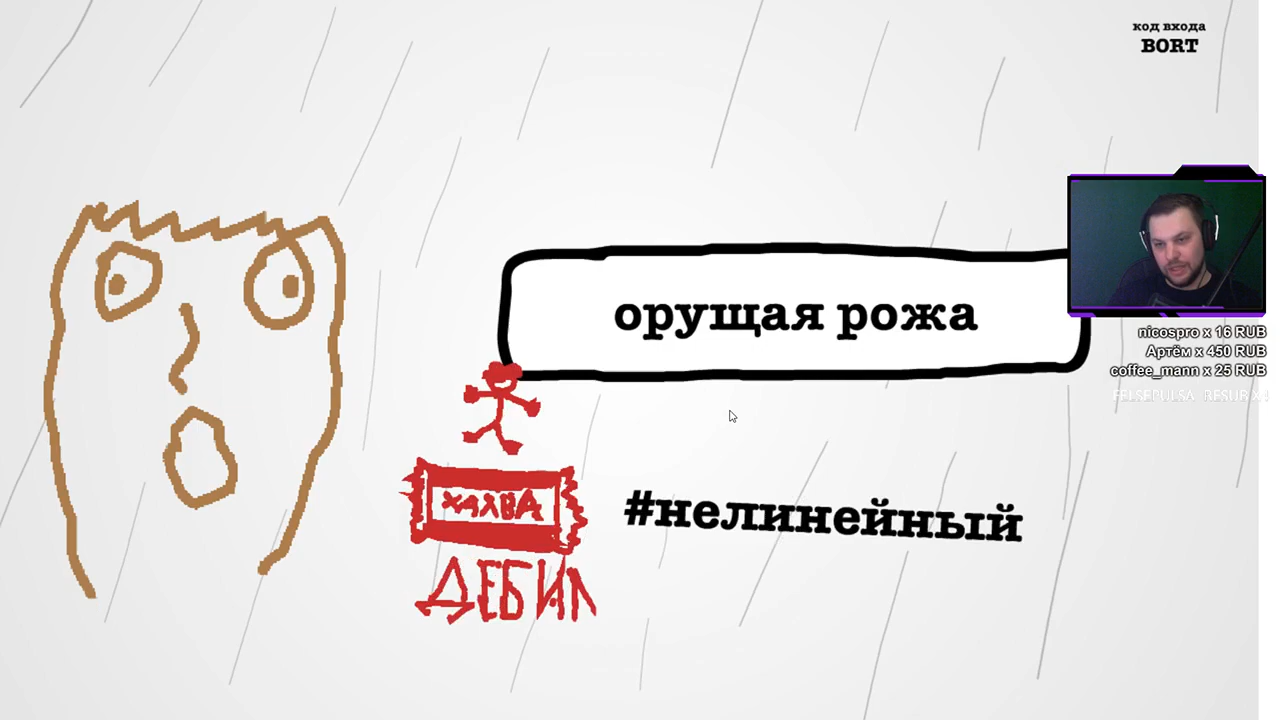 код входа
BORT
орущая рожа
nicospro x 16 RUB
Артём x 450 RUB
coffee_mann x 25 RUB
ХАЛВА
#нелинейный
ДЕБИЛ